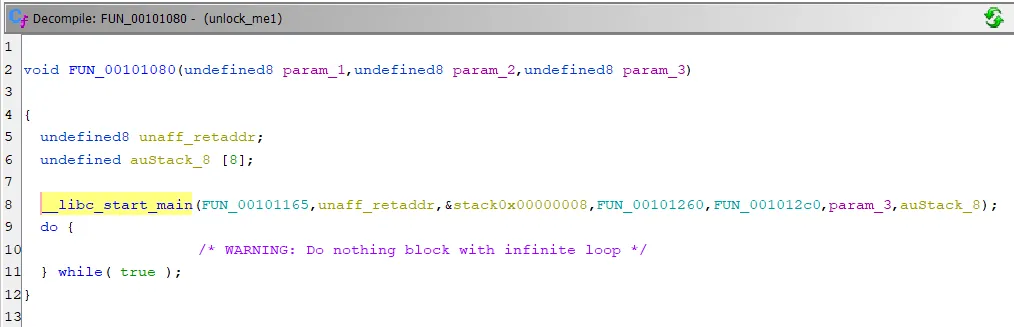 Decompile: FUN_00101080 - (unlock_me1)
1
2 void FUN_00101080(undefined8 param_1,undefined8 param_2,undefined8 param_3)
3
4 {
5   undefined8 unaff_retaddr;
6   undefined auStack_8 [8];
7
8   __libc_start_main(FUN_00101165,unaff_retaddr,&stack0x00000008,FUN_00101260,FUN_001012c0,param_3,auStack_8);
9   do {
10                     /* WARNING: Do nothing block with infinite loop */
11   } while( true );
12 }
13